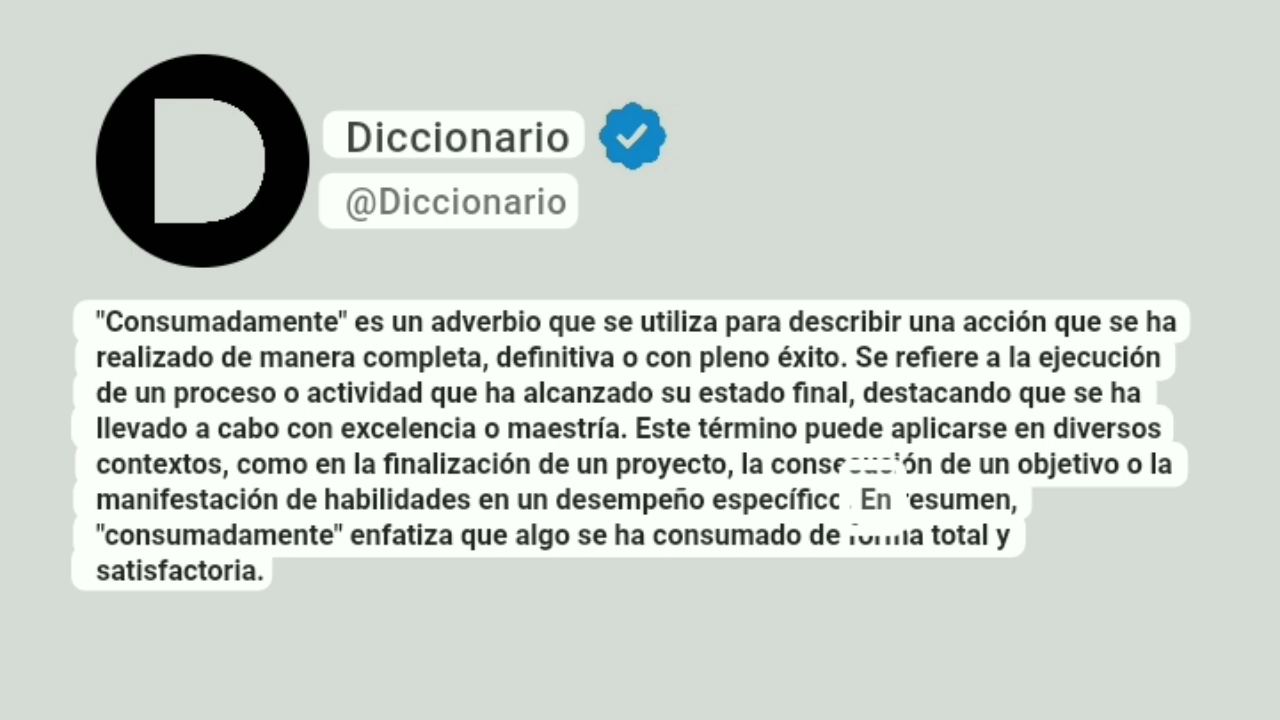 Diccionario
@Diccionario
"Consumadamente" es un adverbio que se utiliza para describir una acción que se ha
realizado de manera completa, definitiva o con pleno éxito. Se refiere a la ejecución
de un proceso o actividad que ha alcanzado su estado final, destacando que se ha
llevado a cabo con excelencia o maestría. Este término puede aplicarse en diversos
contextos, como en la finalización de un proyecto, la consecución de un objetivo o la
manifestación de habilidades en un desempeño específico. En resumen,
"consumadamente" enfatiza que algo se ha consumado de forma total y
satisfactoria.